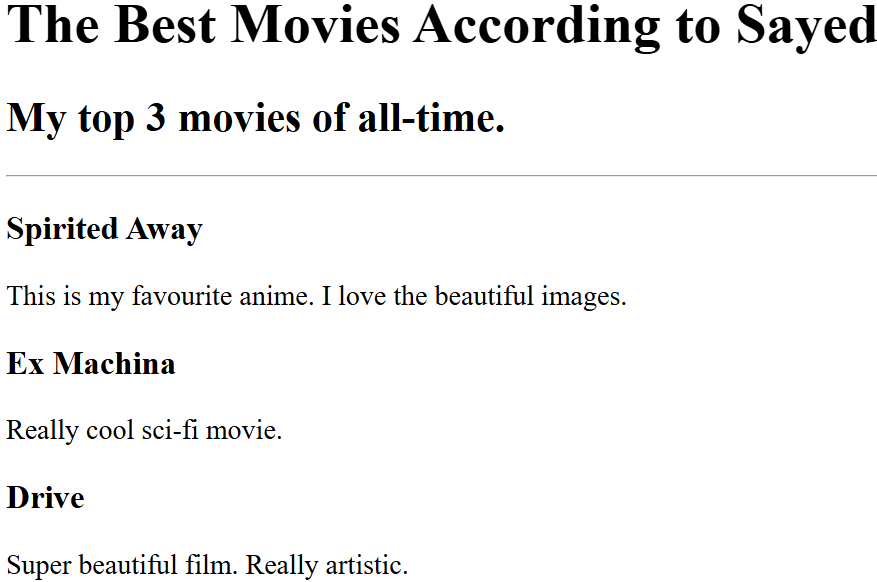 The Best Movies According to Sayed
My top 3 movies of all-time.
Spirited Away
This is my favourite anime. I love the beautiful images.
Ex Machina
Really cool sci-fi movie.
Drive
Super beautiful film. Really artistic.